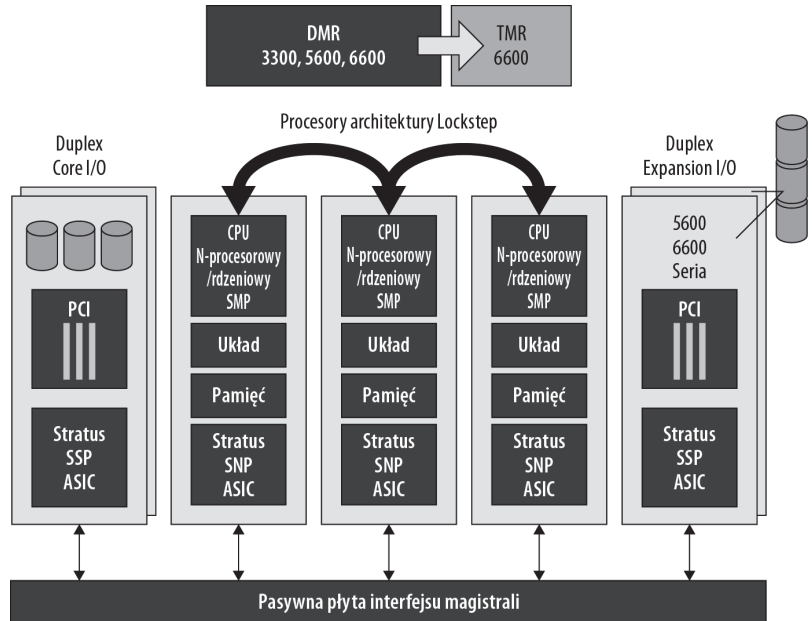 DMR
3300, 5600, 6600
TMR
6600
Procesory architektury Lockstep
Duplex
Core I/O
Duplex
Expansion I/O
PCI
Stratus
SSP
ASIC
CPU
N-procesorowy
/rdzeniowy
SMP
Układ
Pamięć
Stratus
SNP
ASIC
CPU
N-procesorowy
/rdzeniowy
SMP
Układ
Pamięć
Stratus
SNP
ASIC
CPU
N-procesorowy
/rdzeniowy
SMP
Układ
Pamięć
Stratus
SNP
ASIC
5600
6600
Seria
PCI
Stratus
SSP
ASIC
Pasywna płyta interfejsu magistrali